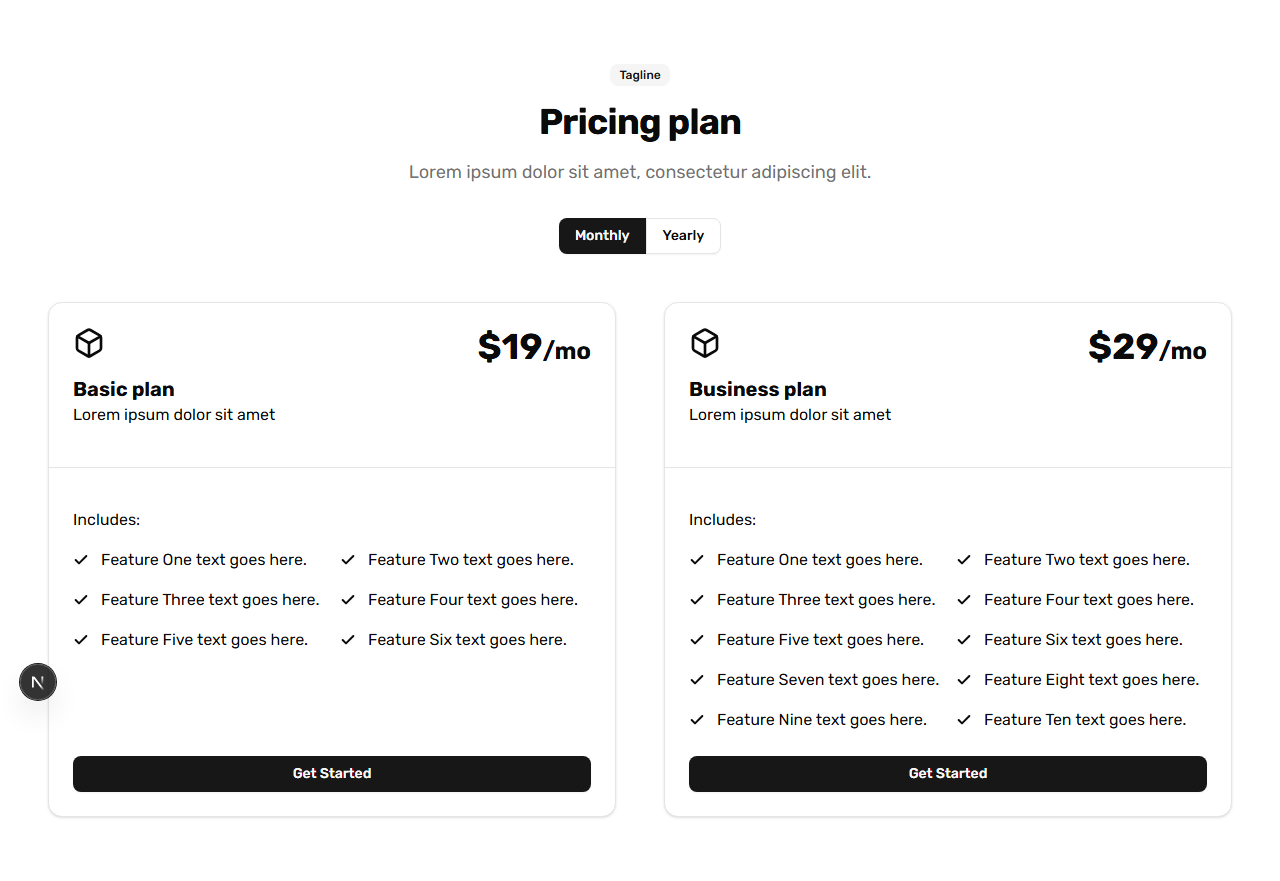 Tagline
Pricing plan
Lorem ipsum dolor sit amet, consectetur adipiscing elit.
Monthly Yearly
$19/mo
Basic plan
Lorem ipsum dolor sit amet
Includes:
Feature One text goes here. Feature Two text goes here.
Feature Three text goes here. Feature Four text goes here.
Feature Five text goes here. Feature Six text goes here.
Get Started
$29/mo
Business plan
Lorem ipsum dolor sit amet
Includes:
Feature One text goes here. Feature Two text goes here.
Feature Three text goes here. Feature Four text goes here.
Feature Five text goes here. Feature Six text goes here.
Feature Seven text goes here. Feature Eight text goes here.
Feature Nine text goes here. Feature Ten text goes here.
Get Started
N